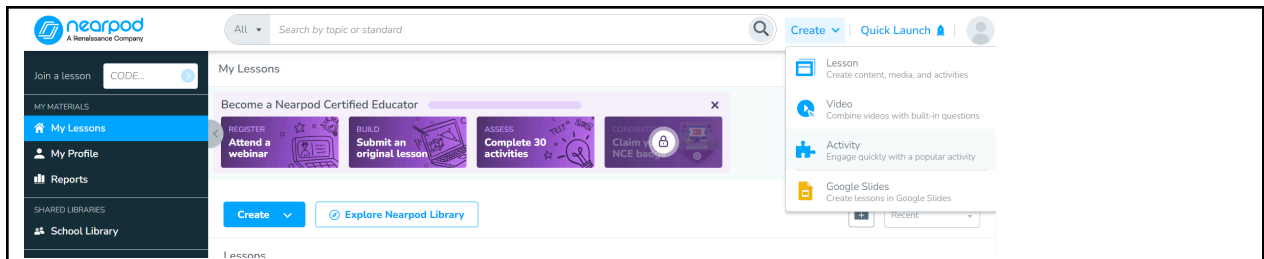 nearpod
A Renaissance Company
All
Search by topic or standard
Create
Quick Launch
Join a lesson
CODE...
MY MATERIALS
My Lessons
My Profile
Reports
SHARED LIBRARIES
School Library
My Lessons
Become a Nearpod Certified Educator
REGISTER
Attend a
webinar
BUILD
Submit an
original lesson
ASSESS
Complete 30
activities
TEST
Claim
NCE
Create
Explore Nearpod Library
Recent
Lessons
Lesson
Create content, media, and activities
Video
Combine videos with built-in questions
Activity
Engage quickly with a popular activity
Google Slides
Create lessons in Google Slides